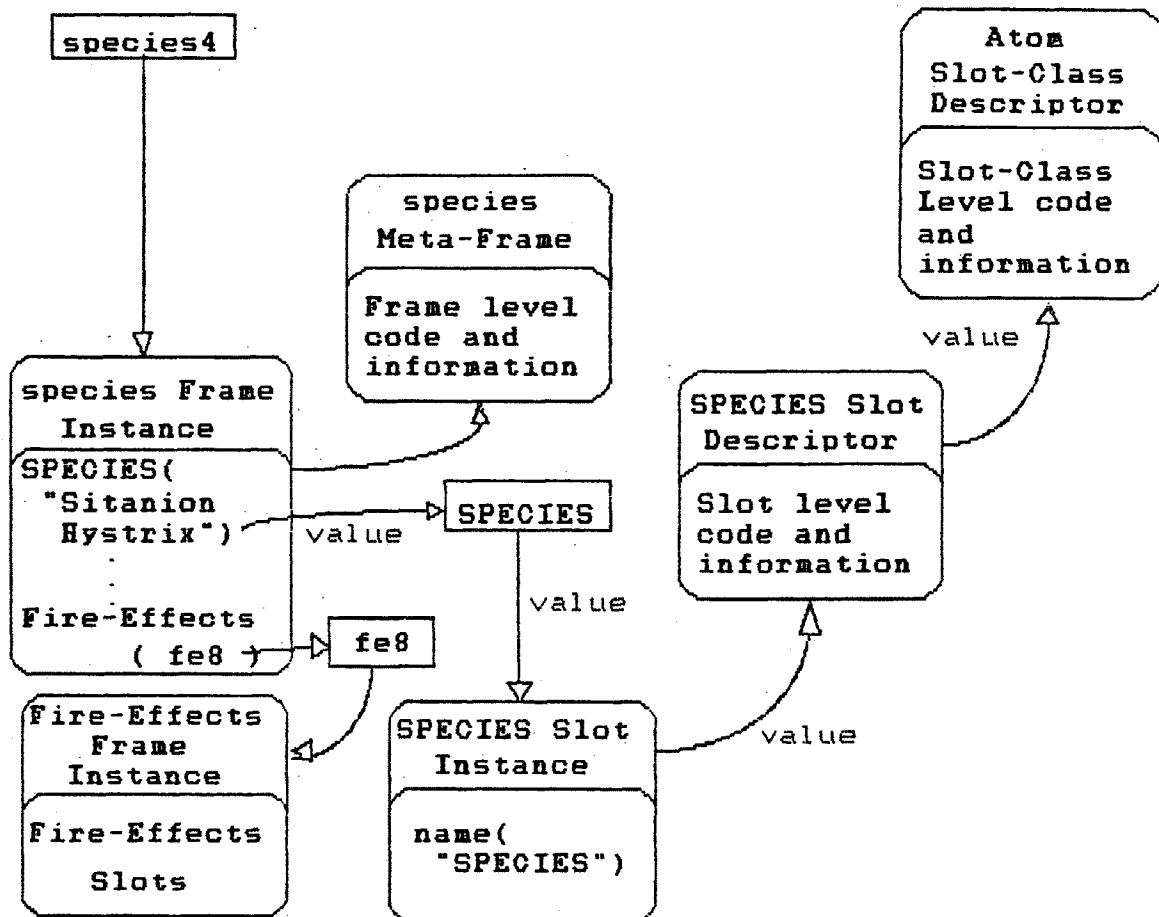 species4
Atom
Slot-Class
Descriptor
Slot-Class
Level code
and
information
species
Meta-Frame
Frame level
code and
information
value
species Frame
Instance
SPECIES(
"Sitanion
Hystrix")
value
Fire-Effects
( fe8 )
SPECIES
value
fe8
SPECIES Slot
Descriptor
Slot level
code and
information
Fire-Effects
Frame
Instance
Fire-Effects
Slots
SPECIES Slot
Instance
name(
"SPECIES")
value